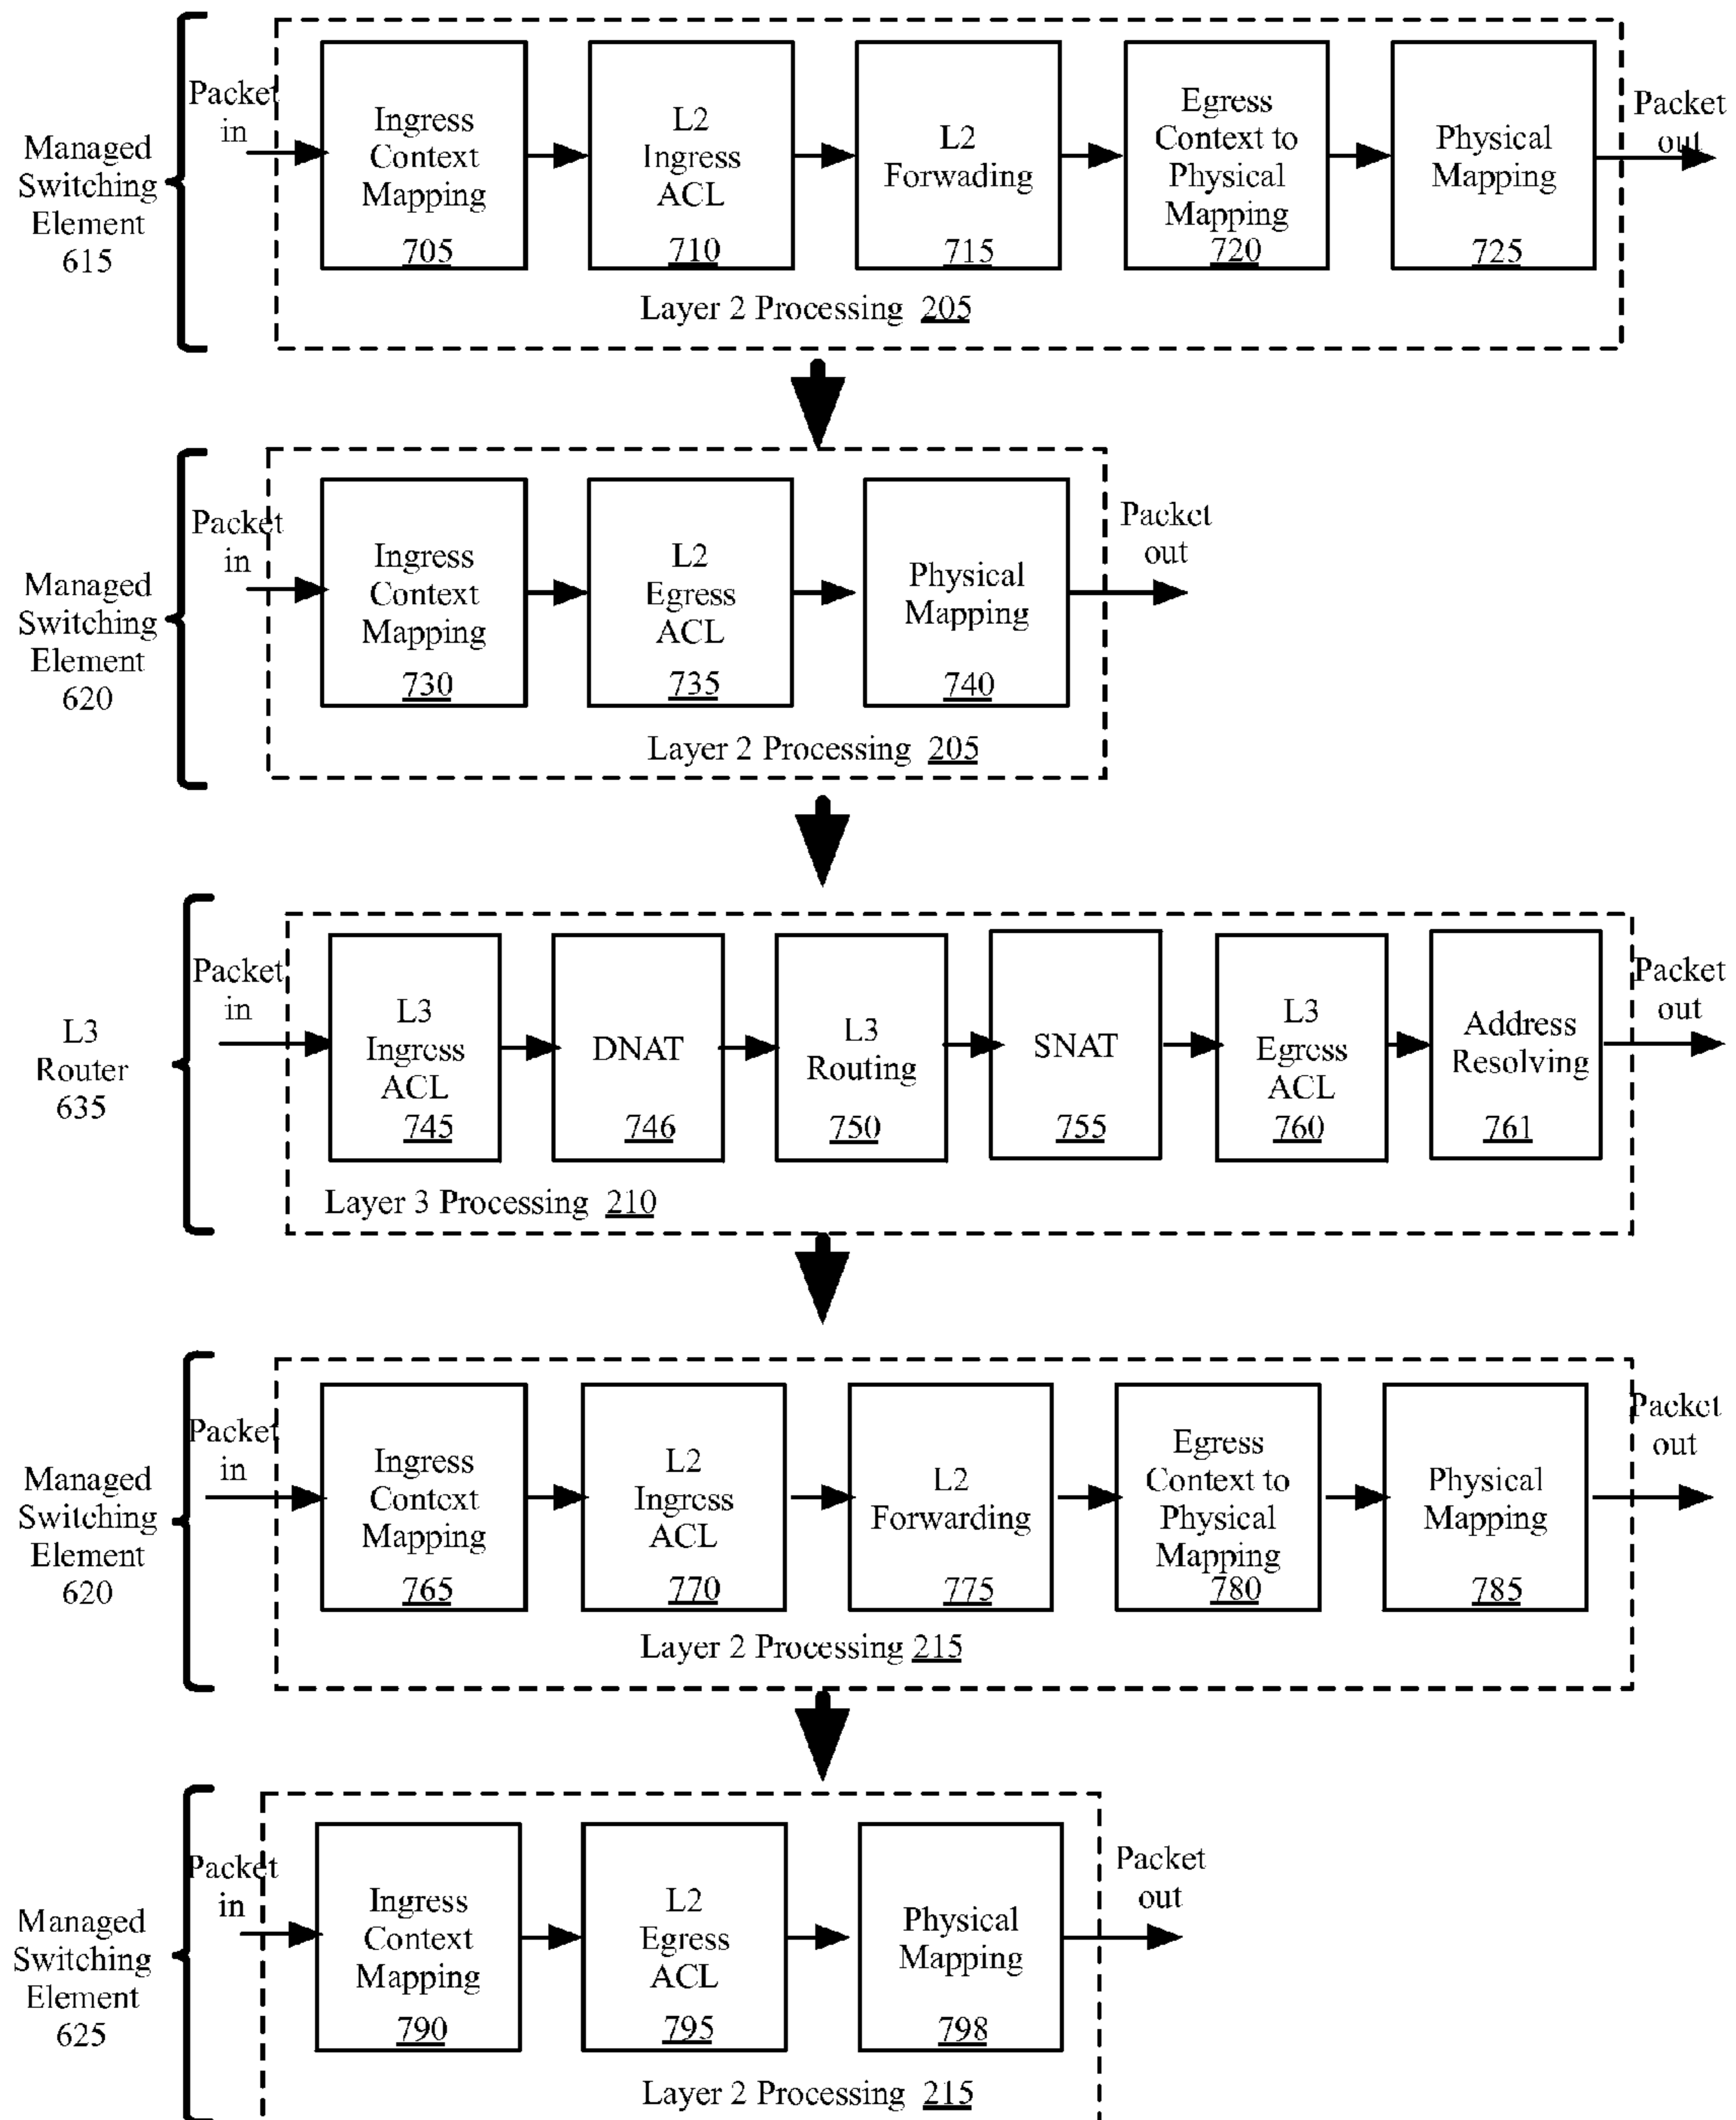 Managed
Switching
Element
615
Packet
in
Ingress
Context
Mapping
705
L2
Ingress
ACL
710
L2
Forwading
715
Egress
Context to
Physical
Mapping
720
Physical
Mapping
725
Packet
out
Layer 2 Processing 205
Managed
Switching
Element
620
Packet
in
Ingress
Context
Mapping
730
L2
Egress
ACL
735
Physical
Mapping
740
Packet
out
Layer 2 Processing 205
L3
Router
635
Packet
in
L3
Ingress
ACL
745
DNAT
746
L3
Routing
750
SNAT
755
L3
Egress
ACL
760
Address
Resolving
761
Packet
out
Layer 3 Processing 210
Managed
Switching
Element
620
Packet
in
Ingress
Context
Mapping
765
L2
Ingress
ACL
770
L2
Forwarding
775
Egress
Context to
Physical
Mapping
780
Physical
Mapping
785
Packet
out
Layer 2 Processing 215
Managed
Switching
Element
625
Packet
in
Ingress
Context
Mapping
790
L2
Egress
ACL
795
Physical
Mapping
798
Packet
out
Layer 2 Processing 215